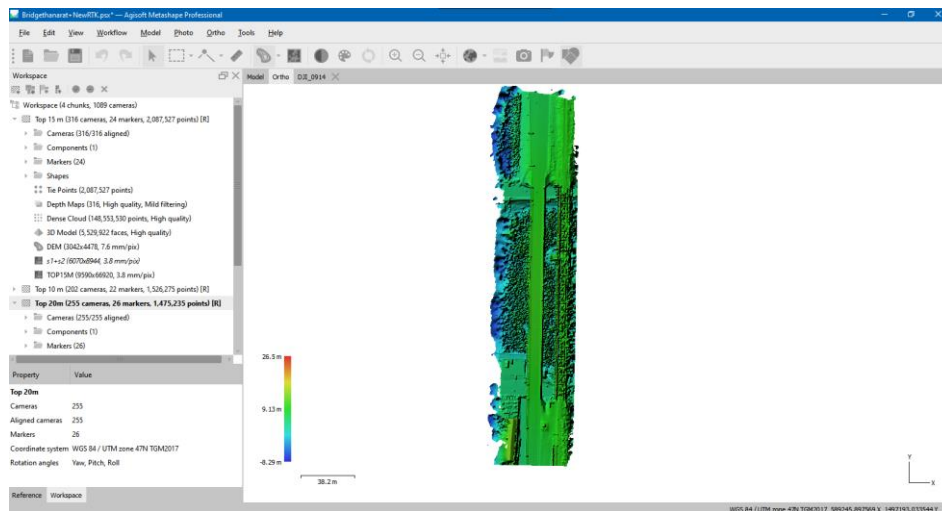 Bridgethanarat+NewRTK.psx* — Agisoft Metashape Professional
File Edit View Workflow Model Photo Ortho Tools Help
Workspace
Model Ortho DJI_0914
Workspace (4 chunks, 1089 cameras)
Top 15 m (316 cameras, 24 markers, 2,087,527 points) [R]
Cameras (316/316 aligned)
Components (1)
Markers (24)
Shapes
Tie Points (2,087,527 points)
Depth Maps (316, High quality, Mild filtering)
Dense Cloud (148,553,530 points, High quality)
3D Model (5,529,922 faces, High quality)
DEM (3042x4478, 7.6 mm/pix)
s1+s2 (6070x8944, 3.8 mm/pix)
TOP15M (9590x66920, 3.8 mm/pix)
Top 10 m (202 cameras, 22 markers, 1,526,275 points) [R]
Top 20m (255 cameras, 26 markers, 1,475,235 points) [R]
Cameras (255/255 aligned)
Components (1)
Markers (26)
Property Value
Top 20m
Cameras 255
Aligned cameras 255
Markers 26
Coordinate system WGS 84 / UTM zone 47N TGM2017
Rotation angles Yaw, Pitch, Roll
Reference Workspace
26.5 m
9.13 m
-8.29 m
38.2 m
Y
X
WGS 84 / UTM zone 47N TGM2017